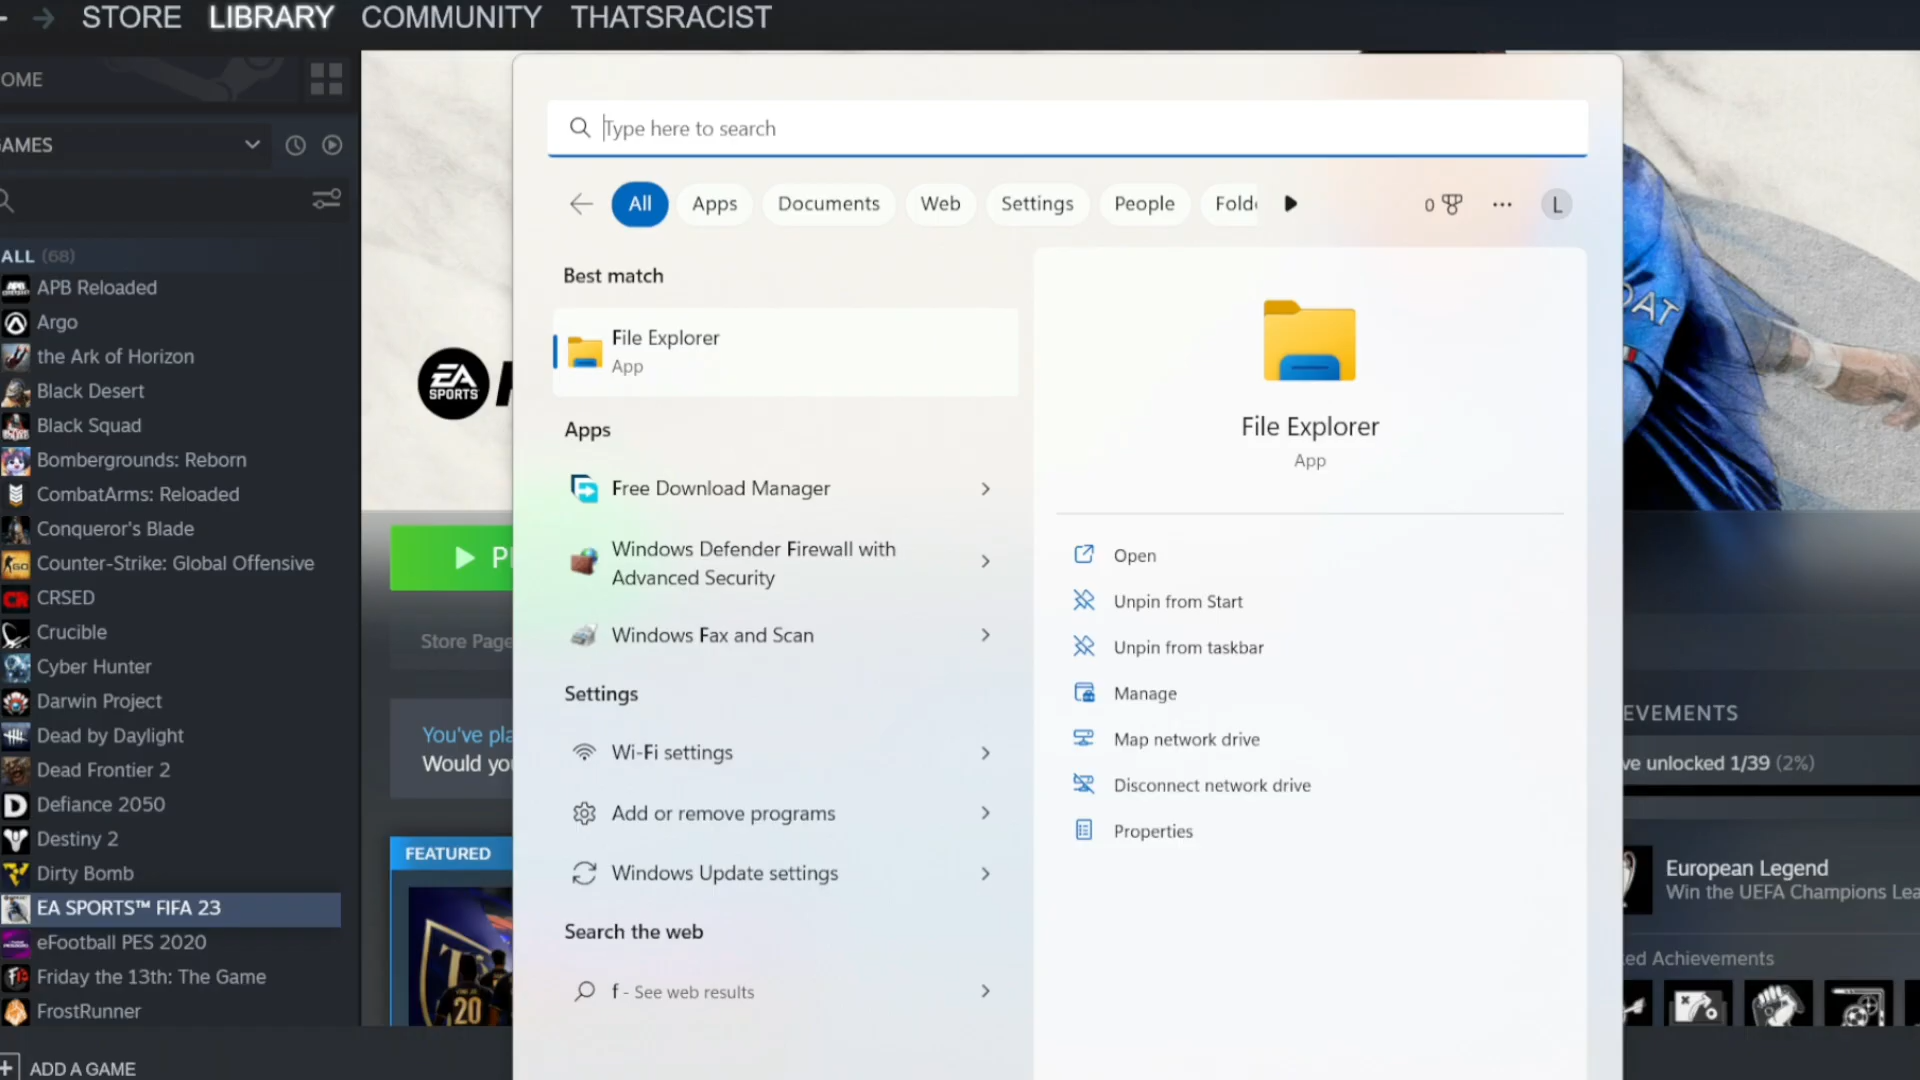 STORE LIBRARY COMMUNITY THATSRACIST
OME
GAMES
ALL (68)
APB Reloaded
Argo
the Ark of Horizon
Black Desert
Black Squad
Bombergrounds: Reborn
CombatArms: Reloaded
Conqueror's Blade
Counter-Strike: Global Offensive
CRSED
Crucible
Cyber Hunter
Darwin Project
Dead by Daylight
Dead Frontier 2
Defiance 2050
Destiny 2
Dirty Bomb
EA SPORTS™ FIFA 23
eFootball PES 2020
Friday the 13th: The Game
FrostRunner
ADD A GAME
EA
SPORTS
Store Page
You've pla
Would you
FEATURED
20
Type here to search
All Apps Documents Web Settings People Fold
0
L
Best match
File Explorer
App
Apps
Free Download Manager
Windows Defender Firewall with
Advanced Security
Windows Fax and Scan
Settings
Wi-Fi settings
Add or remove programs
Windows Update settings
Search the web
f - See web results
File Explorer
App
Open
Unpin from Start
Unpin from taskbar
Manage
Map network drive
Disconnect network drive
Properties
OAT
EVEMENTS
ve unlocked 1/39 (2%)
European Legend
Win the UEFA Champions Lea
ed Achievements